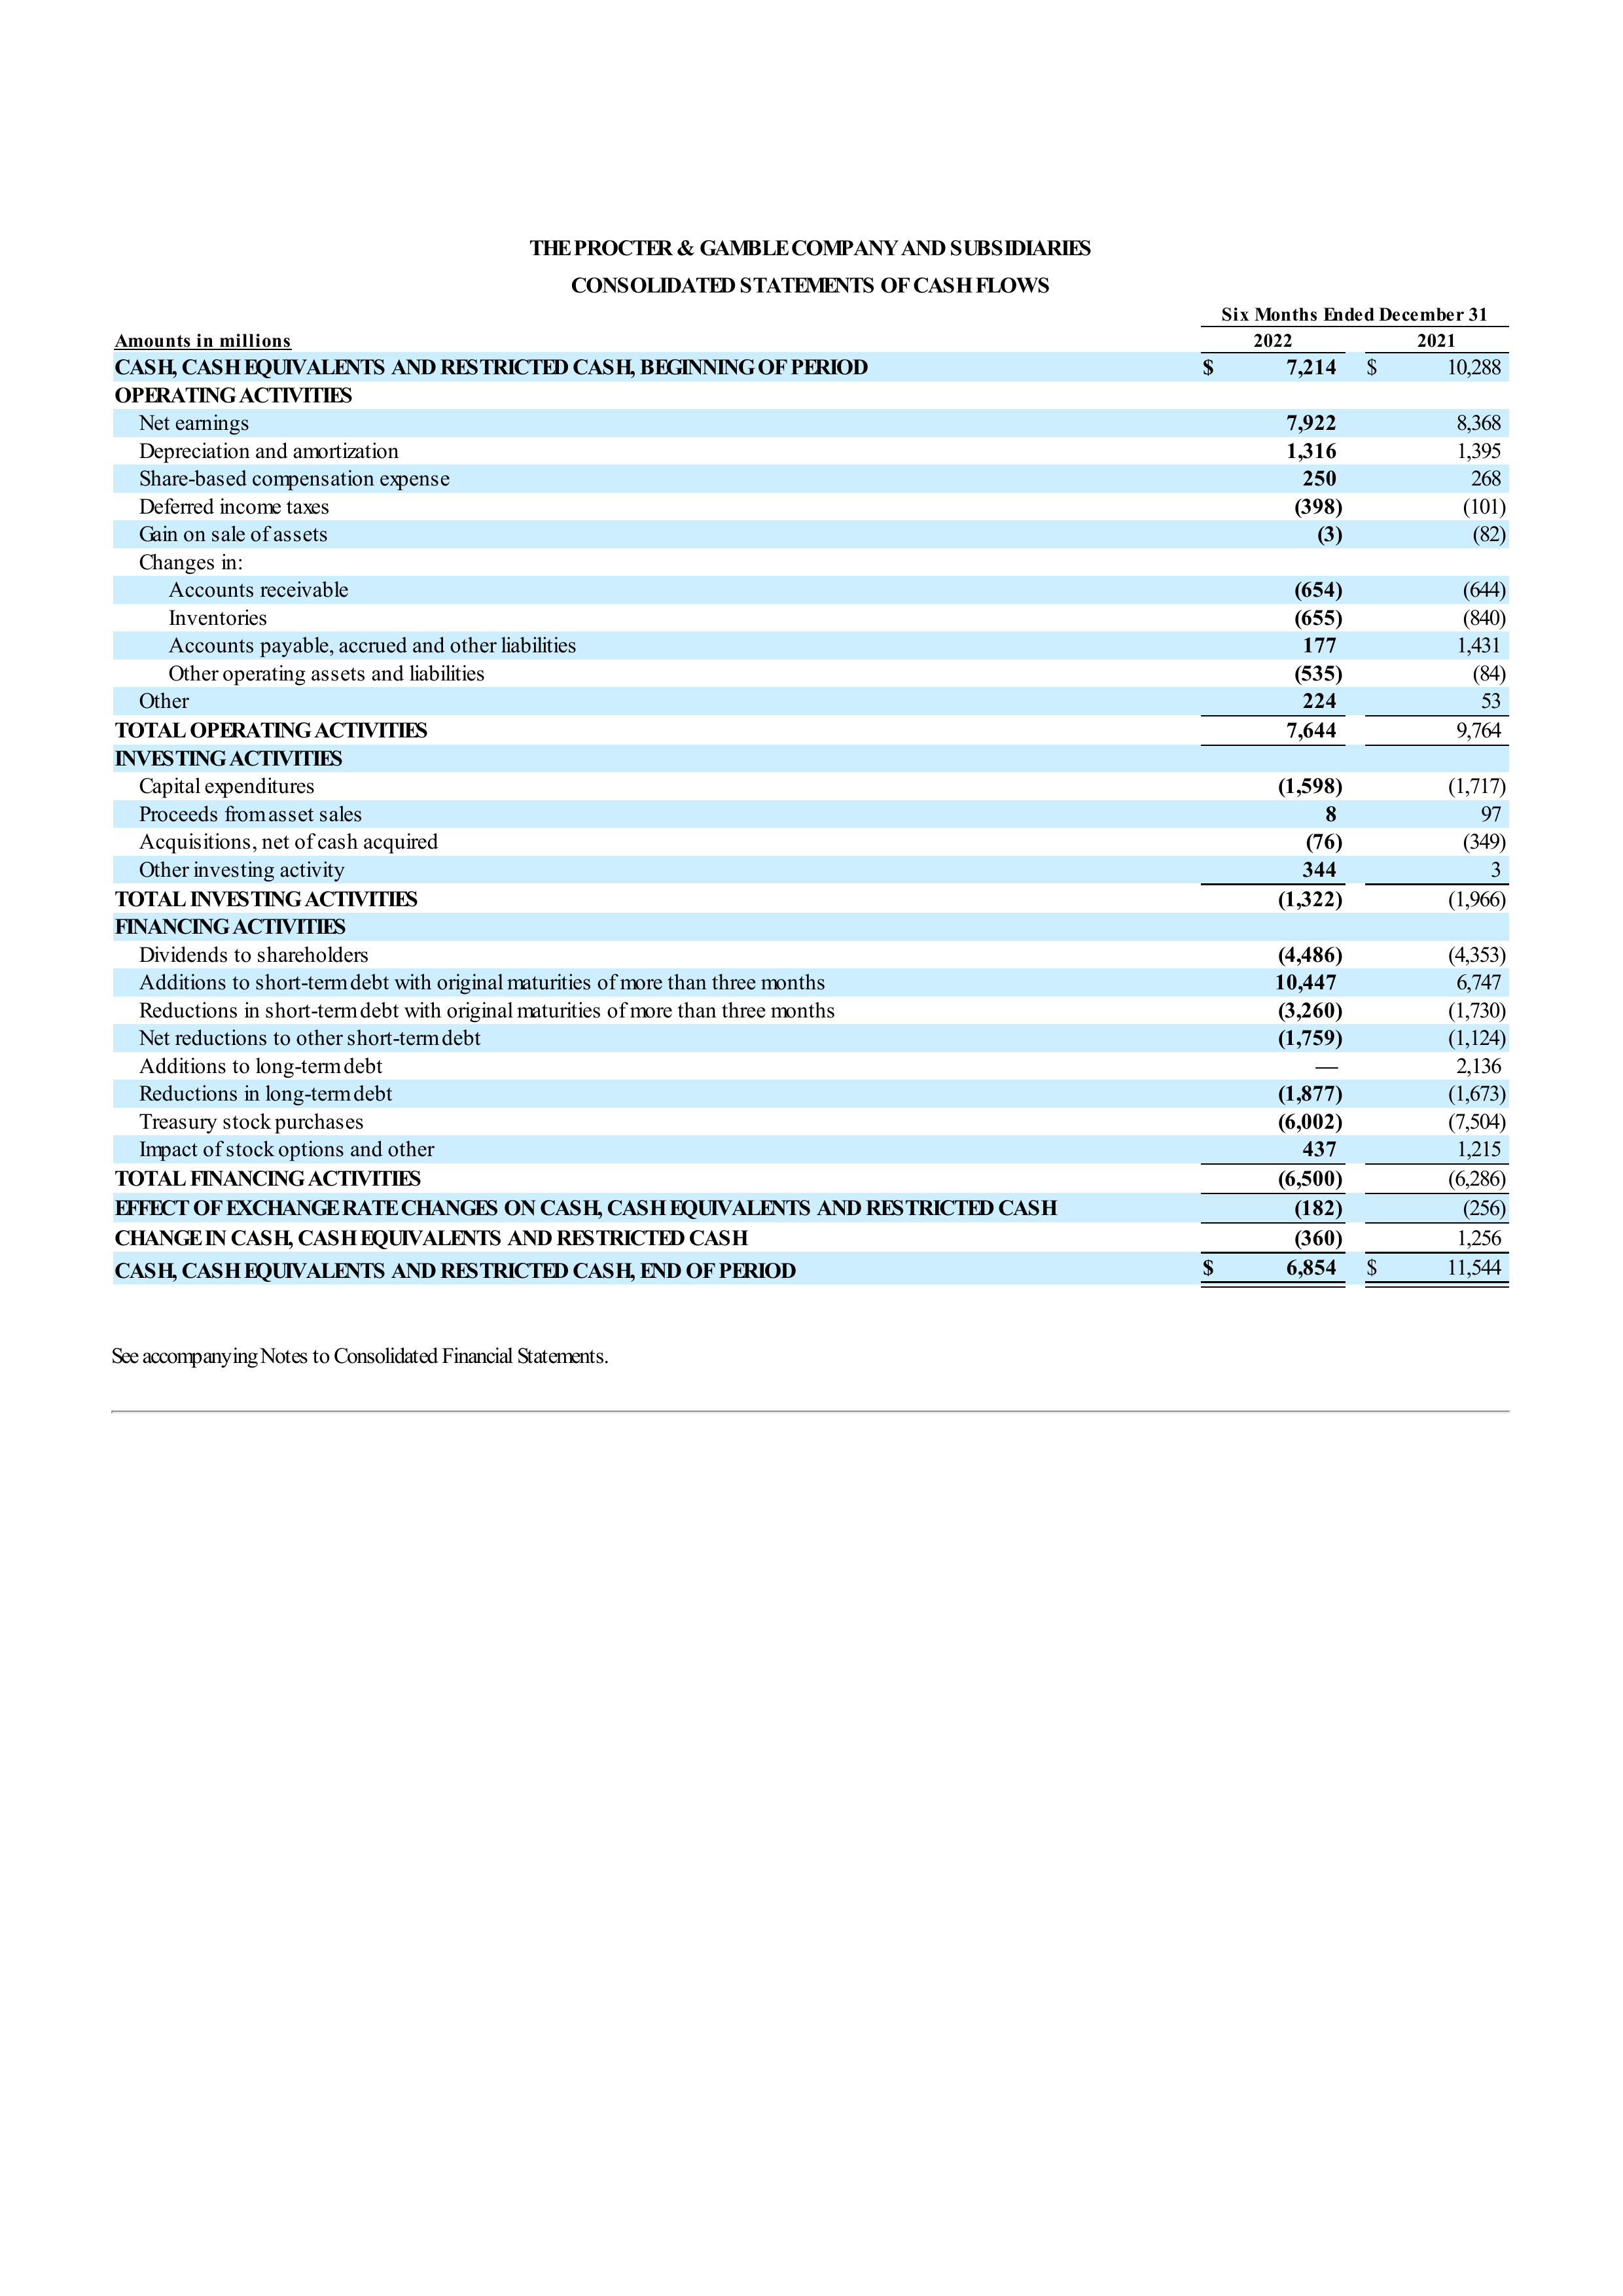 THE PROCTER & GAMBLE COMPANY AND SUBSIDIARIES
CONSOLIDATED STATEMENTS OF CASH FLOWS
Six Months Ended December 31
Amounts in millions 2022 2021
CASH, CASH EQUIVALENTS AND RESTRICTED CASH, BEGINNING OF PERIOD $ 7,214 $ 10,288
OPERATING ACTIVITIES
Net earnings 7,922 8,368
Depreciation and amortization 1,316 1,395
Share-based compensation expense 250 268
Deferred income taxes (398) (101)
Gain on sale of assets (3) (82)
Changes in:
Accounts receivable (654) (644)
Inventories (655) (840)
Accounts payable, accrued and other liabilities 177 1,431
Other operating assets and liabilities (535) (84)
Other 224 53
TOTAL OPERATING ACTIVITIES 7,644 9,764
INVESTING ACTIVITIES
Capital expenditures (1,598) (1,717)
Proceeds from asset sales 8 97
Acquisitions, net of cash acquired (76) (349)
Other investing activity 344 3
TOTAL INVESTING ACTIVITIES (1,322) (1,966)
FINANCING ACTIVITIES
Dividends to shareholders (4,486) (4,353)
Additions to short-term debt with original maturities of more than three months 10,447 6,747
Reductions in short-term debt with original maturities of more than three months (3,260) (1,730)
Net reductions to other short-term debt (1,759) (1,124)
Additions to long-term debt — 2,136
Reductions in long-term debt (1,877) (1,673)
Treasury stock purchases (6,002) (7,504)
Impact of stock options and other 437 1,215
TOTAL FINANCING ACTIVITIES (6,500) (6,286)
EFFECT OF EXCHANGE RATE CHANGES ON CASH, CASH EQUIVALENTS AND RESTRICTED CASH (182) (256)
CHANGE IN CASH, CASH EQUIVALENTS AND RESTRICTED CASH (360) 1,256
CASH, CASH EQUIVALENTS AND RESTRICTED CASH, END OF PERIOD $ 6,854 $ 11,544
See accompanying Notes to Consolidated Financial Statements.